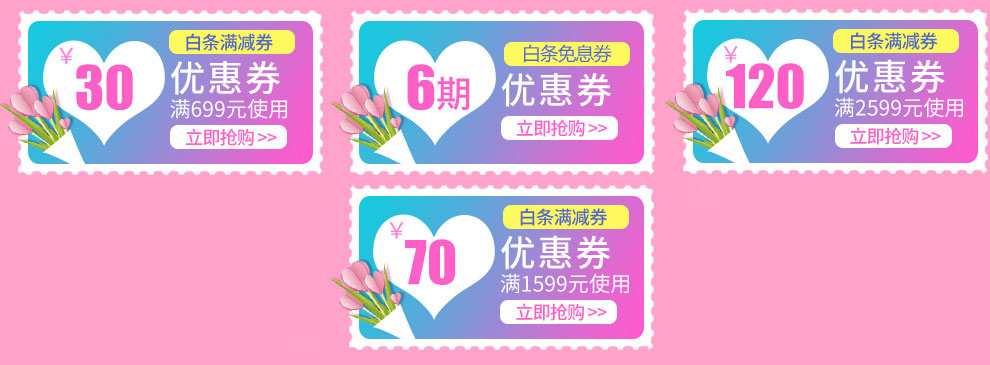 白条满减券
¥
30
优惠券
满699元使用
立即抢购 >>
白条免息券
6期
优惠券
立即抢购 >>
白条满减券
¥
120
优惠券
满2599元使用
立即抢购 >>
白条满减券
¥
70
优惠券
满1599元使用
立即抢购 >>